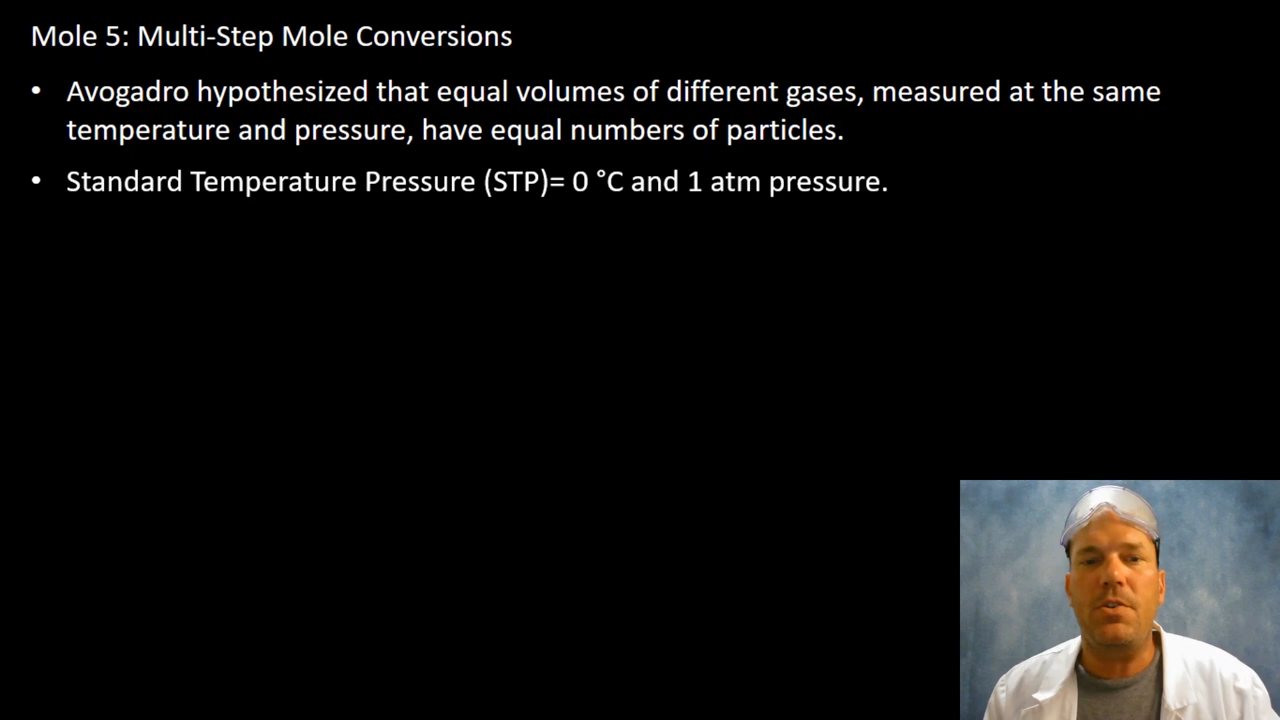 Mole 5: Multi-Step Mole Conversions
• Avogadro hypothesized that equal volumes of different gases, measured at the same
temperature and pressure, have equal numbers of particles.
• Standard Temperature Pressure (STP)= 0 °C and 1 atm pressure.